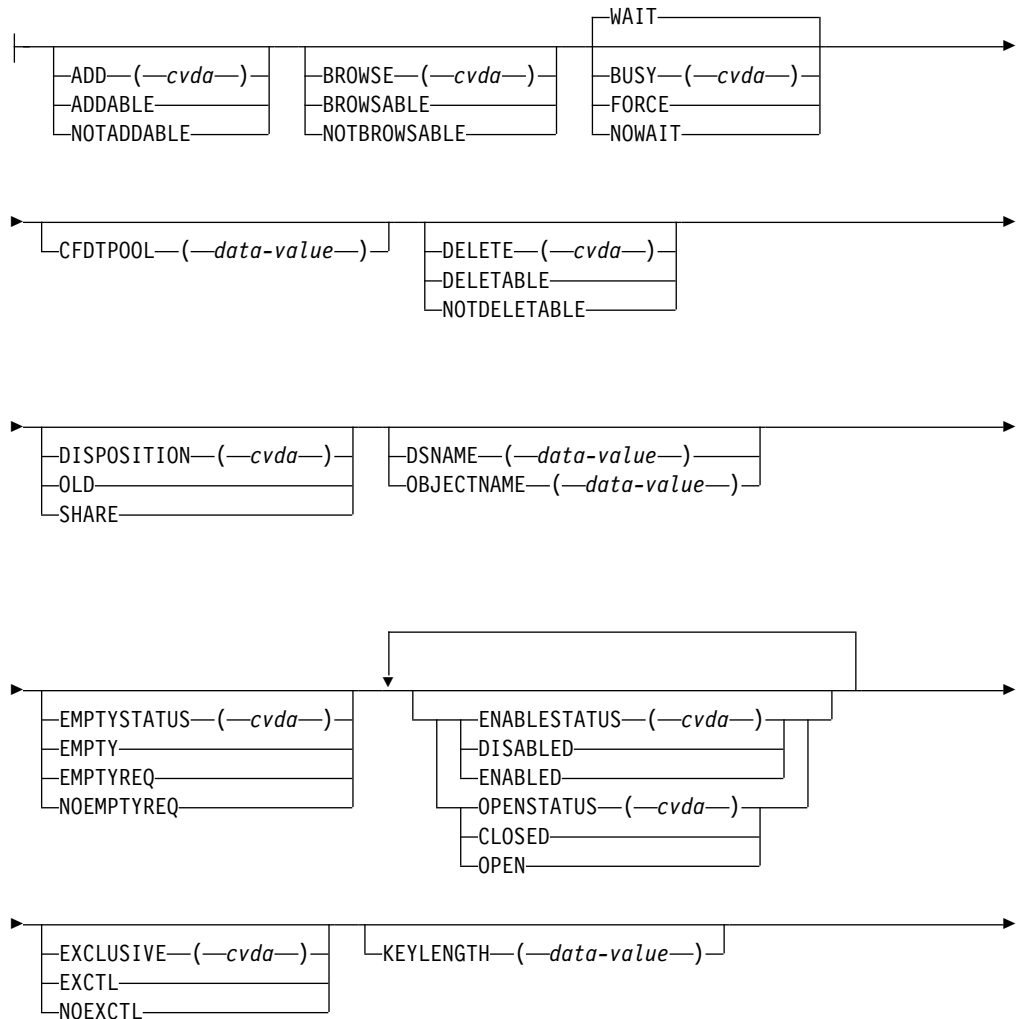 WAIT
ADD ( cvda ) BROWSE ( cvda ) BUSY ( cvda )
ADDABLE BROWSABLE FORCE
NOTADDABLE NOTBROWSABLE NOWAIT
CFDTPOOL ( data-value ) DELETE ( cvda )
DELETABLE
NOTDELETABLE
DISPOSITION ( cvda ) DSNAME ( data-value )
OLD OBJECTNAME ( data-value )
SHARE
EMPTYSTATUS ( cvda ) ENABLESTATUS ( cvda )
EMPTY DISABLED
EMPTYREQ ENABLED
NOEMPTYREQ OPENSTATUS ( cvda )
CLOSED
OPEN
EXCLUSIVE ( cvda ) KEYLENGTH ( data-value )
EXCTL
NOEXCTL